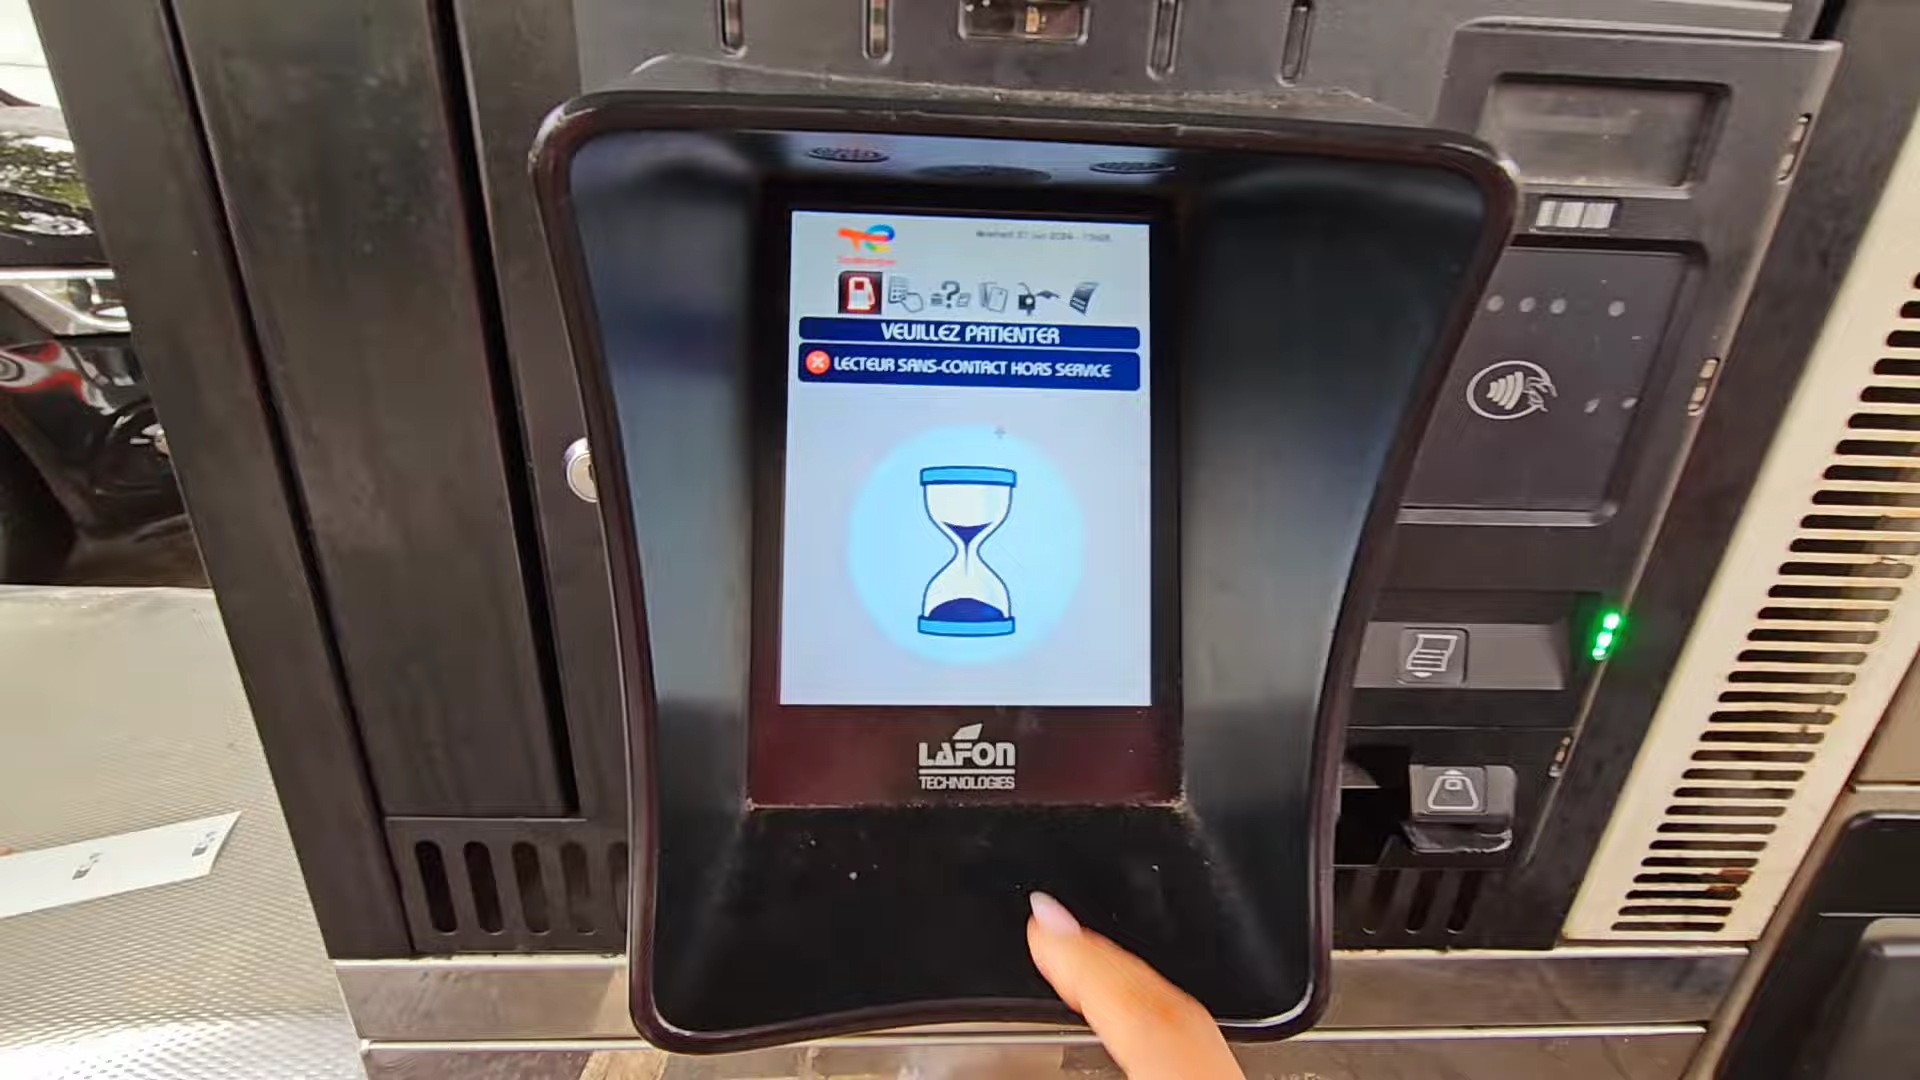 VEUILLEZ PATIENTER
LECTEUR SANS-CONTACT HORS SERVICE
LAFON
TECHNOLOGIES